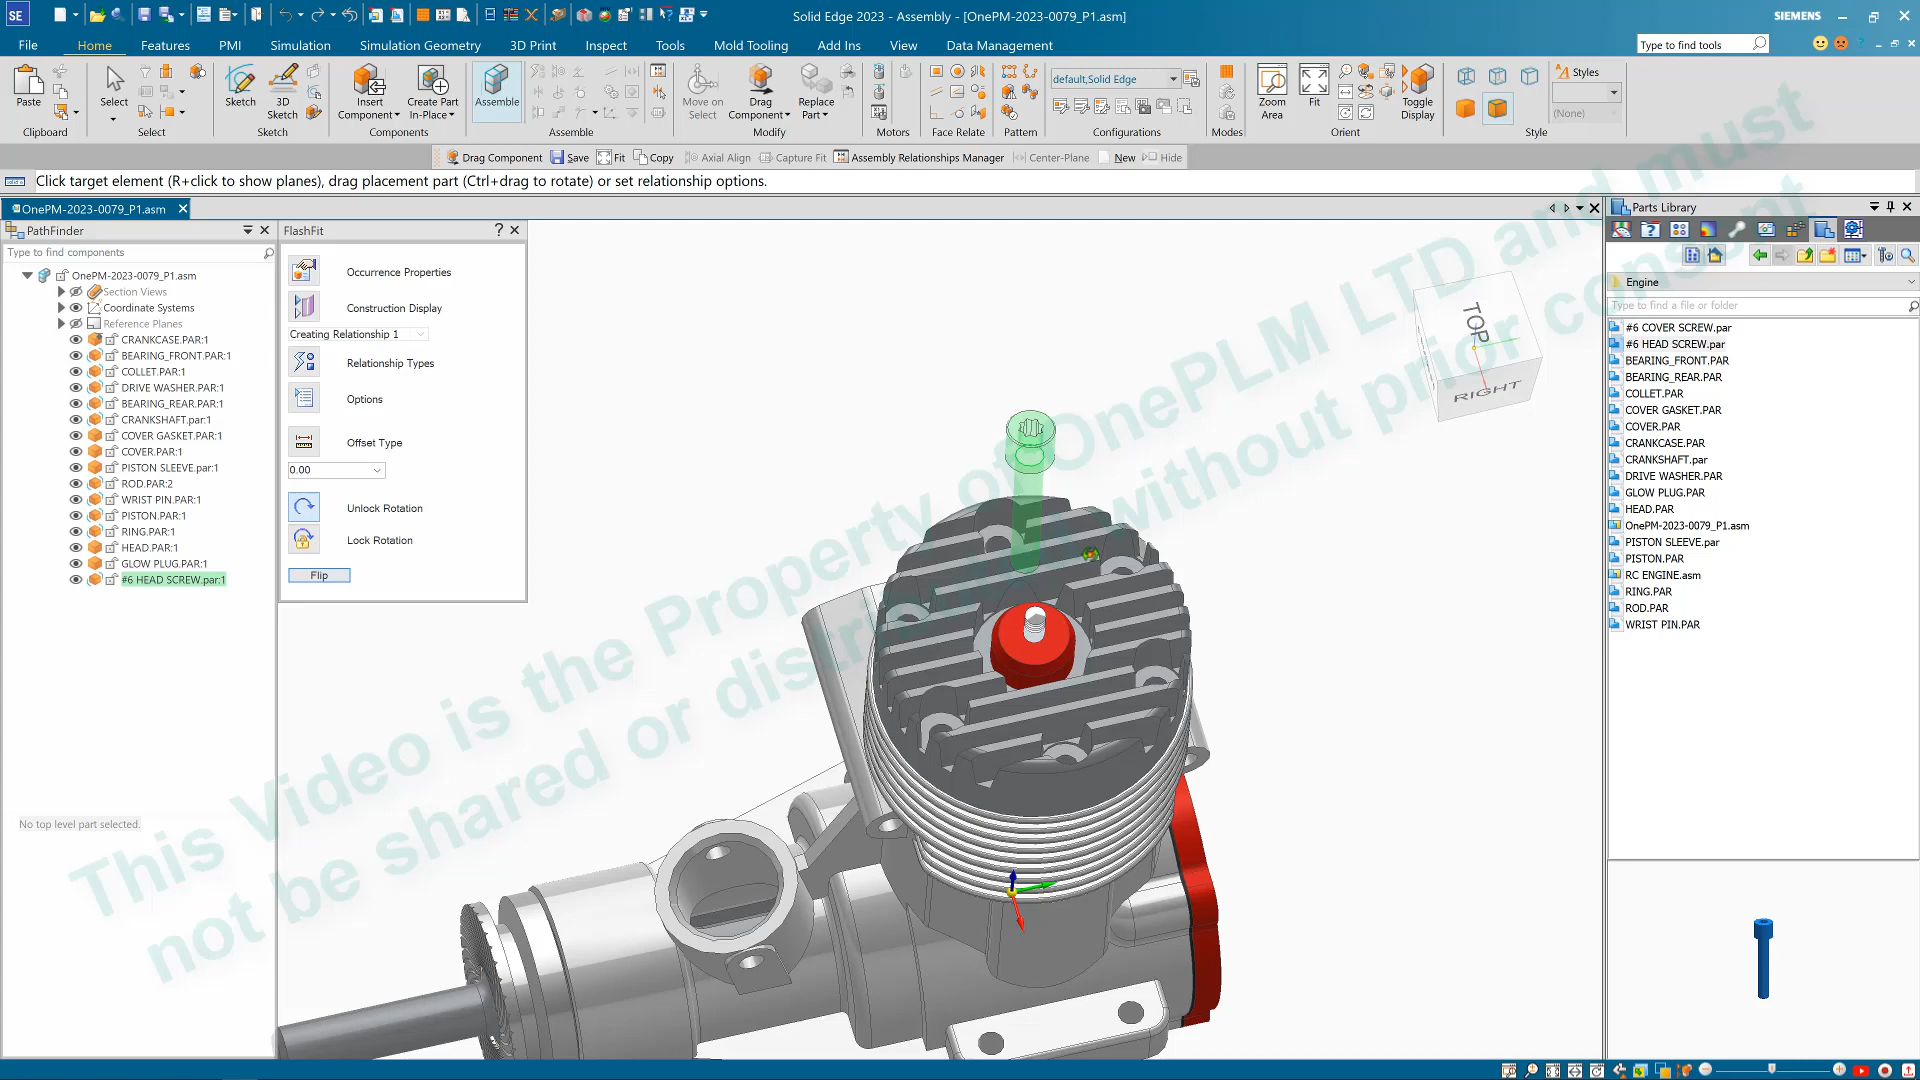 SE
Solid Edge 2023 - Assembly - [OnePM-2023-0079_P1.asm]
SIEMENS
File
Home
Features
PMI
Simulation
Simulation Geometry
3D Print
Inspect
Tools
Mold Tooling
Add Ins
View
Data Management
Type to find tools
Paste
Select
Sketch
3D Sketch
Insert Component
Create Part In-Place
Assemble
Move on Select
Drag Component
Replace Part
default,Solid Edge
Zoom Area
Fit
Toggle Display
Styles
(None)
Clipboard
Select
Sketch
Components
Assemble
Modify
Motors
Face Relate
Pattern
Configurations
Modes
Orient
Style
Drag Component
Save
Fit
Copy
Axial Align
Capture Fit
Assembly Relationships Manager
Center-Plane
New
Hide
Click target element (R+click to show planes), drag placement part (Ctrl+drag to rotate) or set relationship options.
OnePM-2023-0079_P1.asm
PathFinder
Type to find components
OnePM-2023-0079_P1.asm
Section Views
Coordinate Systems
Reference Planes
CRANKCASE.PAR:1
BEARING_FRONT.PAR:1
COLLET.PAR:1
DRIVE WASHER.PAR:1
BEARING_REAR.PAR:1
CRANKSHAFT.par:1
COVER GASKET.PAR:1
COVER.PAR:1
PISTON SLEEVE.par:1
ROD.PAR:2
WRIST PIN.PAR:1
PISTON.PAR:1
RING.PAR:1
HEAD.PAR:1
GLOW PLUG.PAR:1
#6 HEAD SCREW.par:1
No top level part selected.
FlashFit
?
Occurrence Properties
Construction Display
Creating Relationship 1
Relationship Types
Options
Offset Type
0.00
Unlock Rotation
Lock Rotation
Flip
TOP
RIGHT
Parts Library
Engine
Type to find a file or folder
#6 COVER SCREW.par
#6 HEAD SCREW.par
BEARING_FRONT.PAR
BEARING_REAR.PAR
COLLET.PAR
COVER GASKET.PAR
COVER.PAR
CRANKCASE.PAR
CRANKSHAFT.par
DRIVE WASHER.PAR
GLOW PLUG.PAR
HEAD.PAR
OnePM-2023-0079_P1.asm
PISTON SLEEVE.par
PISTON.PAR
RC ENGINE.asm
RING.PAR
ROD.PAR
WRIST PIN.PAR
This Video is the Property of OnePLM LTD and must
not be shared or distributed without prior consent